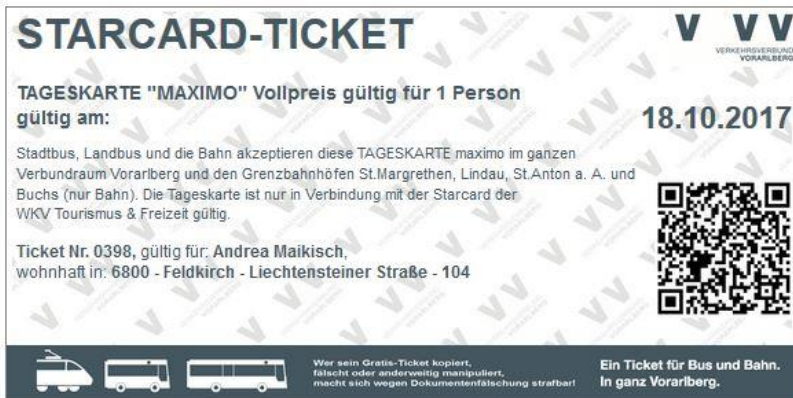 STARCARD-TICKET
V VV
VERKEHRSVERBUND
VORARLBERG
TAGESKARTE "MAXIMO" Vollpreis gültig für 1 Person
gültig am:
18.10.2017
Stadtbus, Landbus und die Bahn akzeptieren diese TAGESKARTE maximo im ganzen
Verbundraum Vorarlberg und den Grenzbahnhöfen St.Margrethen, Lindau, St.Anton a. A. und
Buchs (nur Bahn). Die Tageskarte ist nur in Verbindung mit der Starcard der
WKV Tourismus & Freizeit gültig.
Ticket Nr. 0398, gültig für: Andrea Maikisch,
wohnhaft in: 6800 - Feldkirch - Liechtensteiner Straße - 104
Wer sein Gratis-Ticket kopiert,
fälscht oder anderweitig manipuliert,
macht sich wegen Dokumentenfälschung strafbar!
Ein Ticket für Bus und Bahn.
In ganz Vorarlberg.